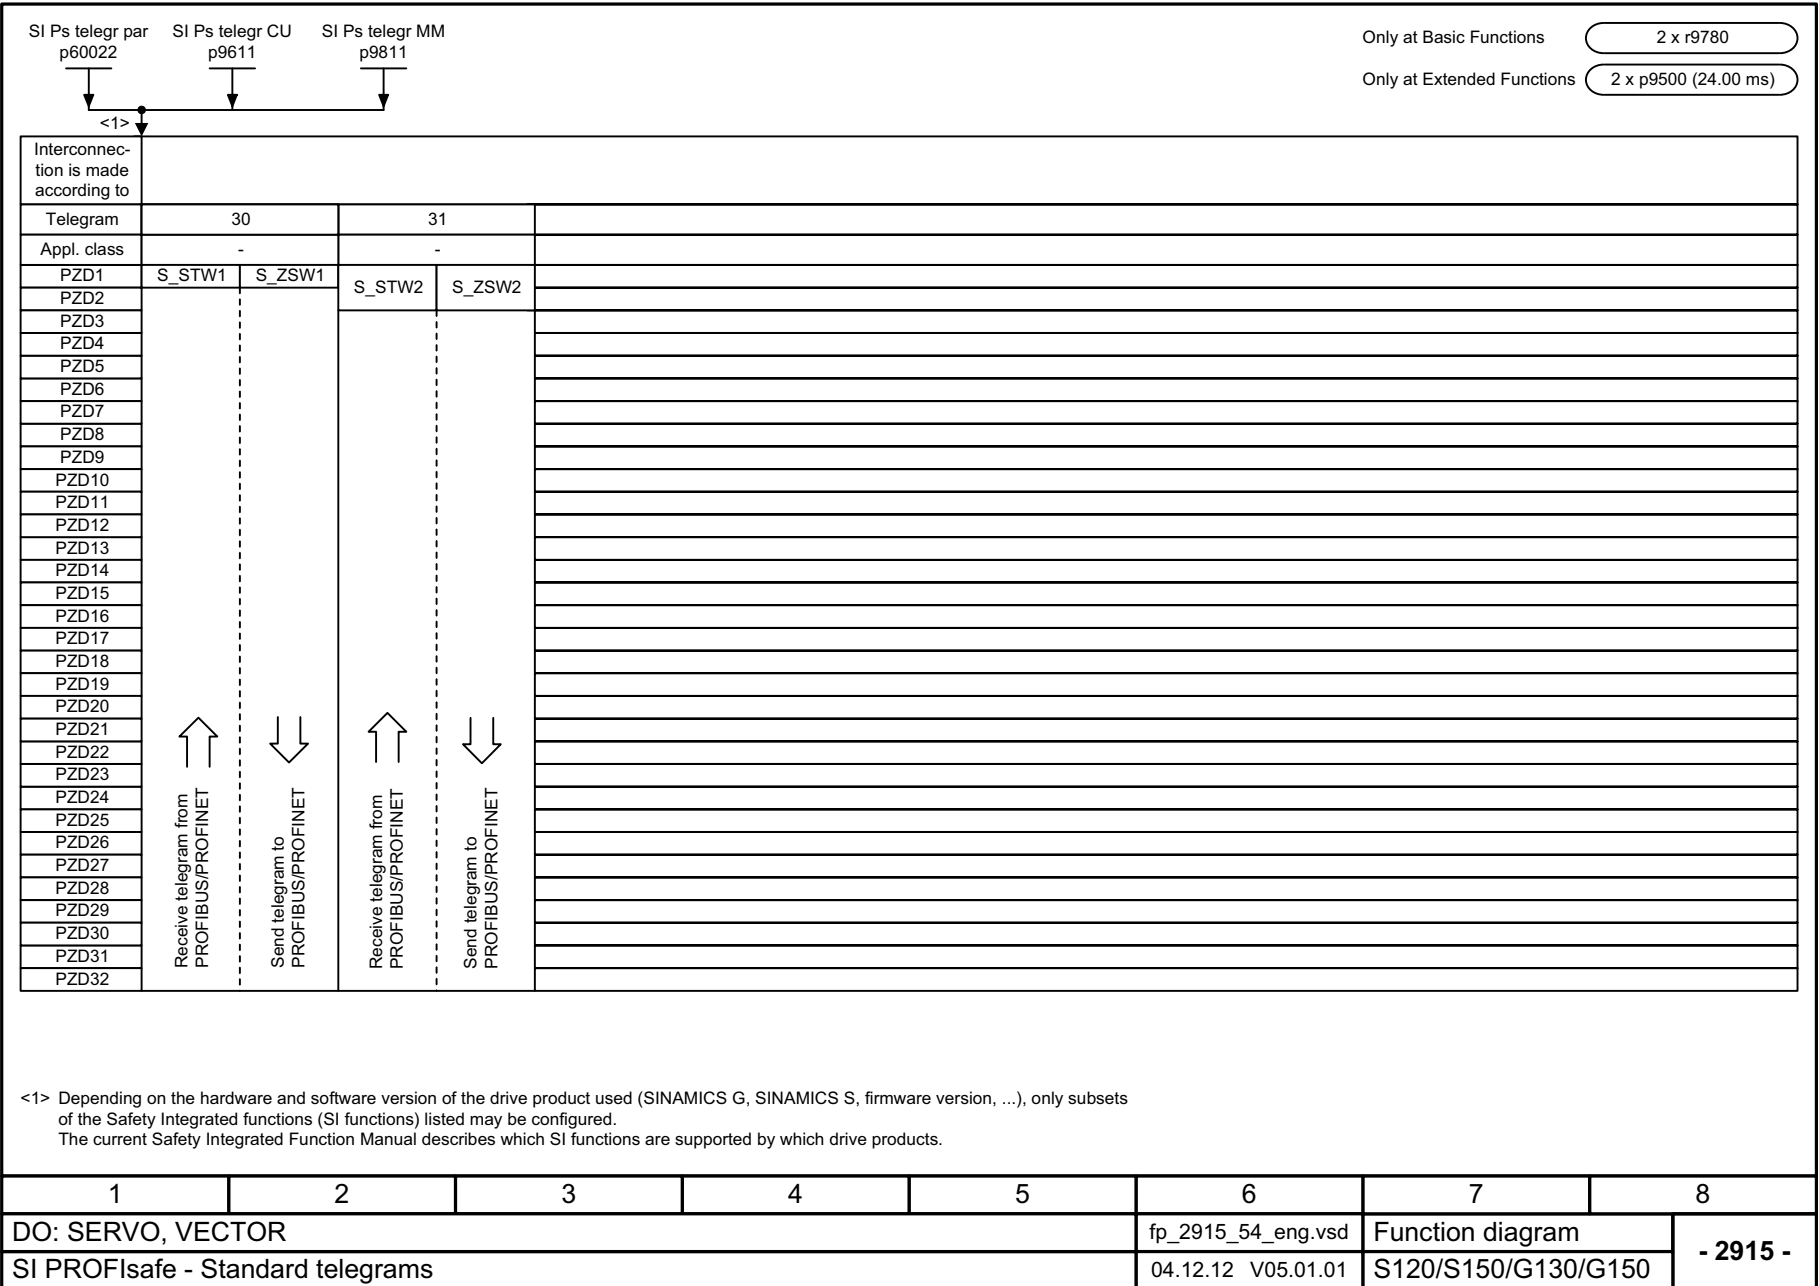 SI Ps telegr par
p60022
SI Ps telegr CU
p9611
SI Ps telegr MM
p9811
Only at Basic Functions
2 x r9780
Only at Extended Functions
2 x p9500 (24.00 ms)
<1>
Interconnec-
tion is made
according to
Telegram 30 31
Appl. class - -
PZD1 S_STW1 S_ZSW1
S_STW2 S_ZSW2
PZD2
PZD3
PZD4
PZD5
PZD6
PZD7
PZD8
PZD9
PZD10
PZD11
PZD12
PZD13
PZD14
PZD15
PZD16
PZD17
PZD18
PZD19
PZD20
PZD21
PZD22
PZD23
PZD24
PZD25
PZD26
PZD27
PZD28
PZD29
PZD30
PZD31
PZD32
Receive telegram from
PROFIBUS/PROFINET
Send telegram to
PROFIBUS/PROFINET
Receive telegram from
PROFIBUS/PROFINET
Send telegram to
PROFIBUS/PROFINET
<1> Depending on the hardware and software version of the drive product used (SINAMICS G, SINAMICS S, firmware version, ...), only subsets
of the Safety Integrated functions (SI functions) listed may be configured.
The current Safety Integrated Function Manual describes which SI functions are supported by which drive products.
1 2 3 4 5 6 7 8
DO: SERVO, VECTOR
fp_2915_54_eng.vsd
Function diagram
- 2915 -
SI PROFIsafe - Standard telegrams
04.12.12 V05.01.01
S120/S150/G130/G150